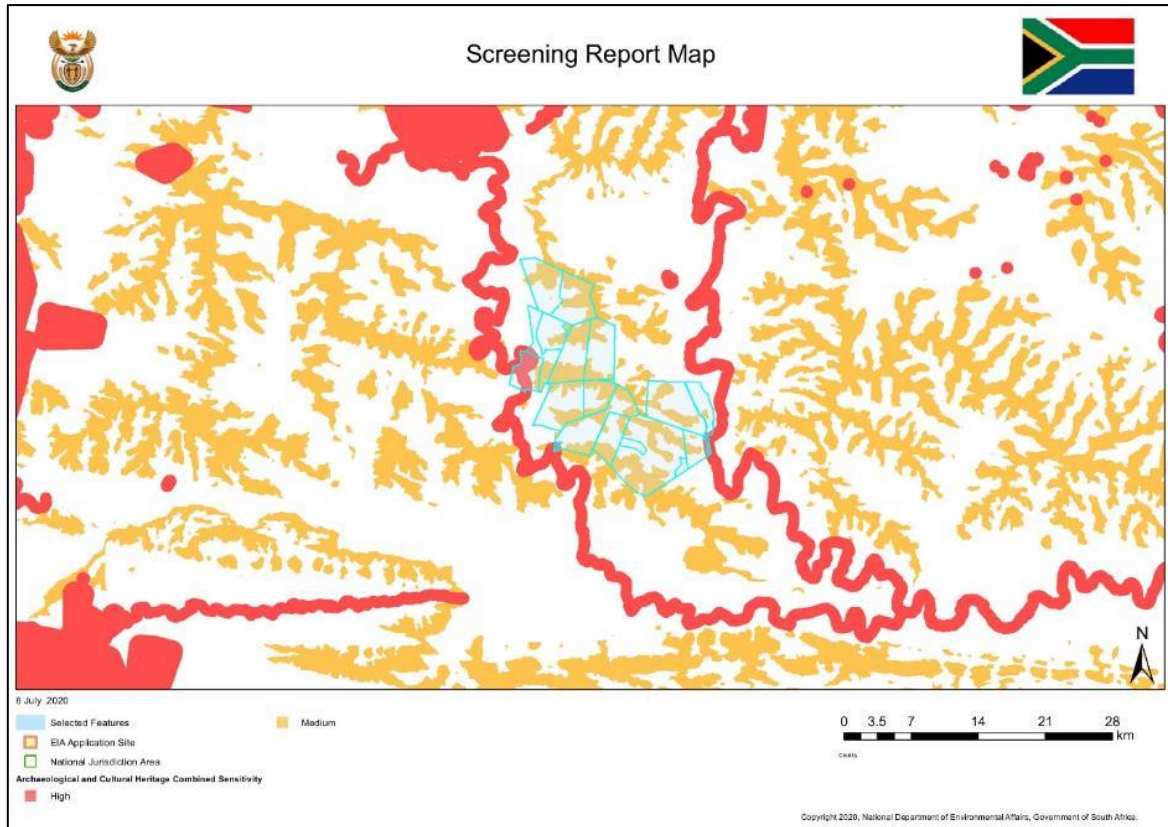 Screening Report Map
N
6 July 2020
Selected Features
Medium
EIA Application Site
National Jurisdiction Area
Archaeological and Cultural Heritage Combined Sensitivity
High
0 3.5 7 14 21 28
km
Credits
Copyright 2020, National Department of Environmental Affairs, Government of South Africa.